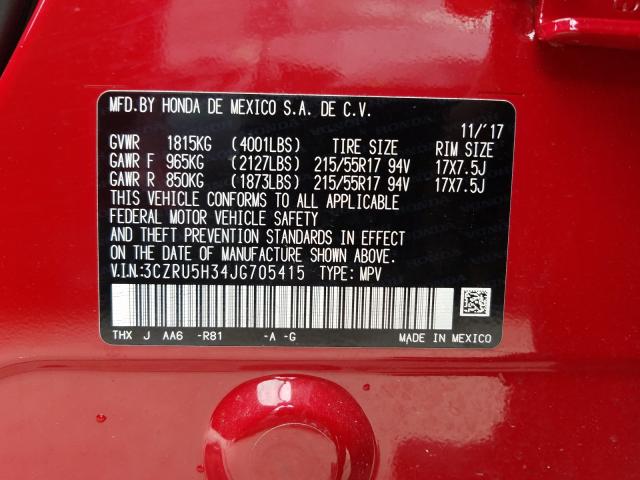 MFD.BY HONDA DE MEXICO S.A. DE C.V.
11/'17
GVWR 1815KG (4001LBS) TIRE SIZE RIM SIZE
GAWR F 965KG (2127LBS) 215/55R17 94V 17X7.5J
GAWR R 850KG (1873LBS) 215/55R17 94V 17X7.5J
THIS VEHICLE CONFORMS TO ALL APPLICABLE
FEDERAL MOTOR VEHICLE SAFETY
AND THEFT PREVENTION STANDARDS IN EFFECT
ON THE DATE OF MANUFACTURE SHOWN ABOVE.
V.I.N:3CZRU5H34JG705415 TYPE: MPV
THX J AA6 -R81 -A -G MADE IN MEXICO